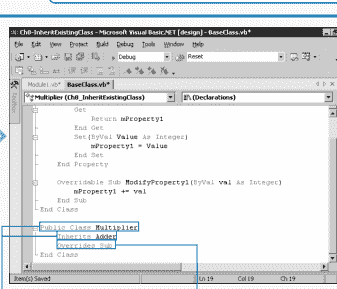 Ch8-InheritExistingClass - Microsoft Visual Basic.NET [design] - BaseClass.vb*
File Edit View Project Build Debug Tools Window Help
Debug Reset
Module1.vb* BaseClass.vb*
Multiplier (Ch8_InheritExistingClass) (Declarations)
Get
Return mProperty1
End Get
Set(ByVal Value As Integer)
mProperty1 = Value
End Set
End Property
Overridable Sub ModifyProperty1(ByVal val As Integer)
mProperty1 += val
End Sub
End Class
Public Class Multiplier
Inherits Adder
Overrides Sub
End Class
Item(s) Saved Ln 19 Col 19 Ch 19